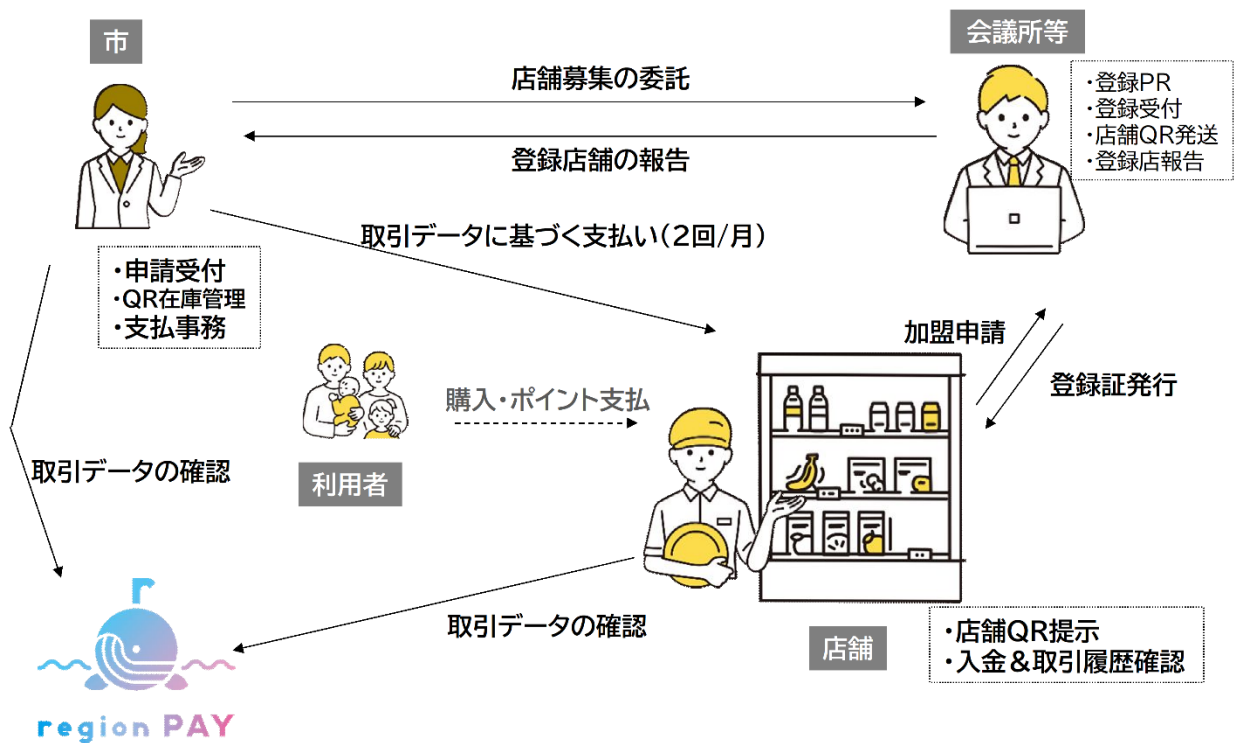 市
会議所等
店舗募集の委託
登録店舗の報告
・登録PR
・登録受付
・店舗QR発送
・登録店報告
取引データに基づく支払い(2回/月)
・申請受付
・QR在庫管理
・支払事務
加盟申請
登録証発行
購入・ポイント支払
利用者
取引データの確認
取引データの確認
店舗
・店舗QR提示
・入金&取引履歴確認
r
region PAY